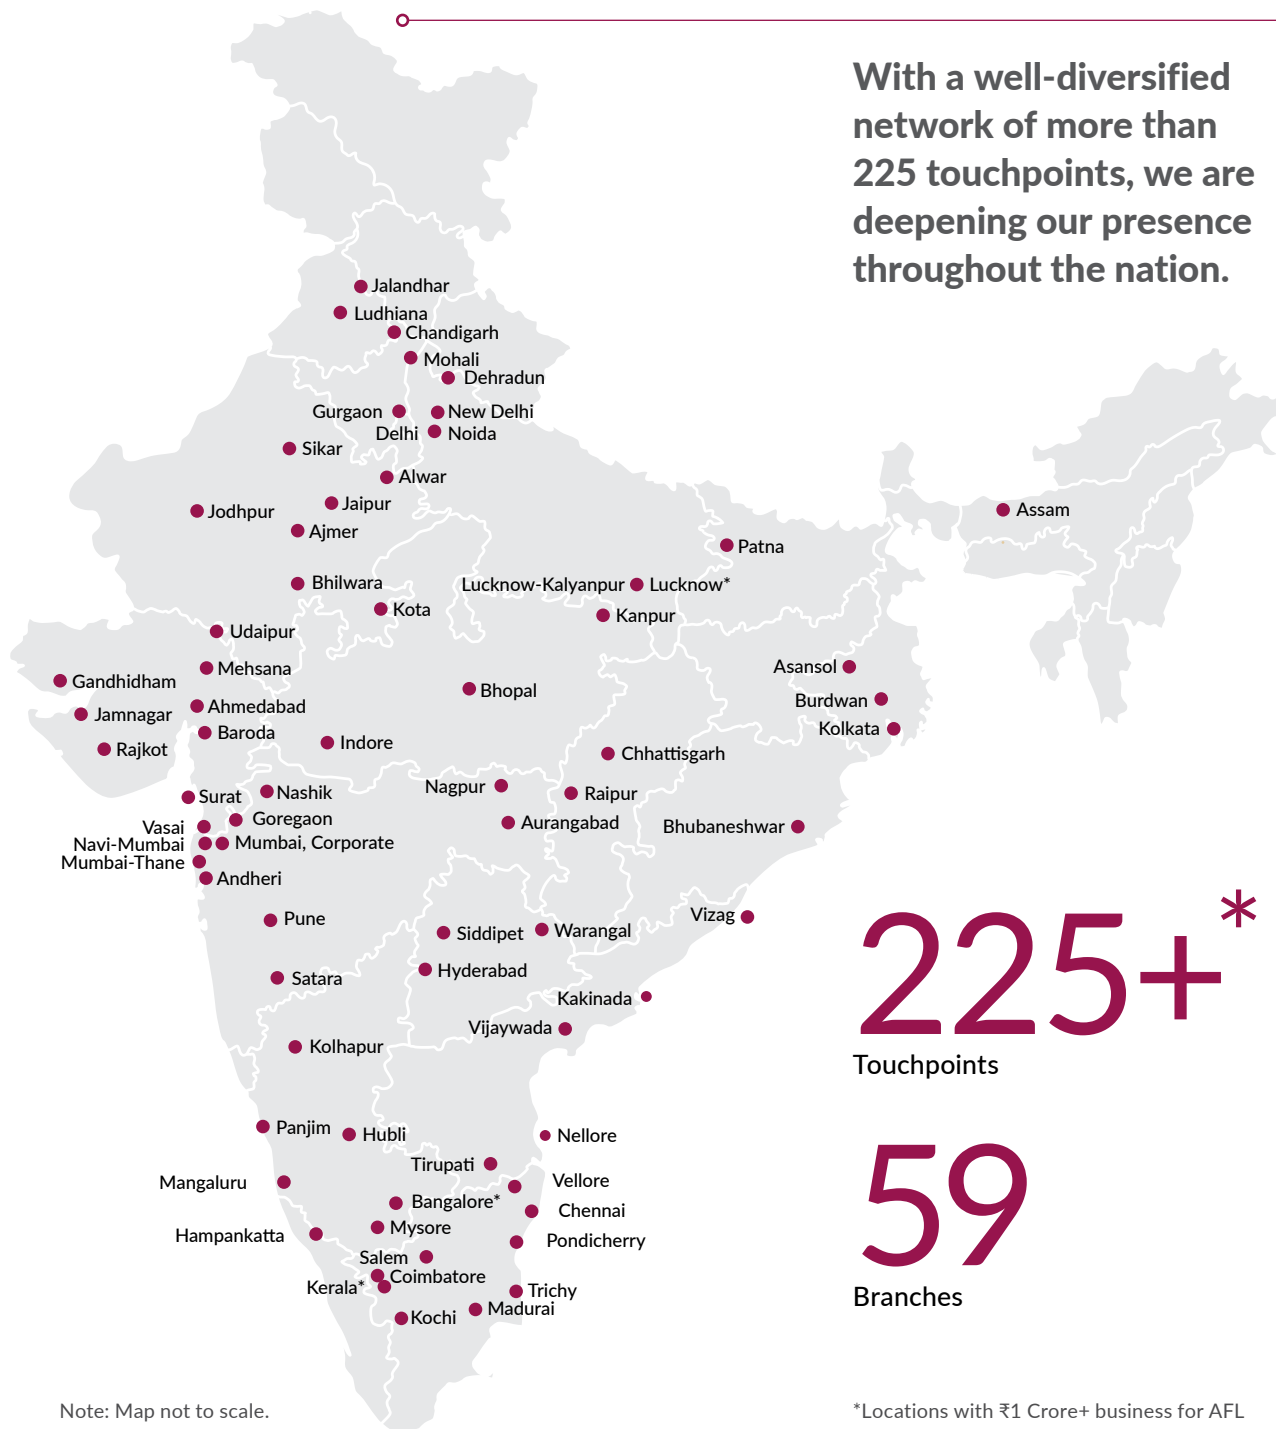 With a well-diversified
network of more than
225 touchpoints, we are
deepening our presence
throughout the nation.
Jalandhar
Ludhiana
Chandigarh
Mohali
Dehradun
Gurgaon
New Delhi
Delhi
Noida
Sikar
Alwar
Jodhpur
Jaipur
Ajmer
Assam
Patna
Bhilwara
Lucknow-Kalyanpur
Lucknow*
Kota
Kanpur
Udaipur
Mehsana
Asansol
Gandhidham
Bhopal
Burdwan
Ahmedabad
Jamnagar
Kolkata
Baroda
Indore
Rajkot
Chhattisgarh
Nagpur
Nashik
Raipur
Surat
Goregaon
Aurangabad
Vasai
Bhubaneshwar
Navi-Mumbai
Mumbai, Corporate
Mumbai-Thane
Andheri
Pune
Vizag
Siddipet
Warangal
Hyderabad
Satara
Kakinada
Vijaywada
Kolhapur
225+*
Touchpoints
Panjim
Hubli
Nellore
Tirupati
Mangaluru
Vellore
Bangalore*
Chennai
Mysore
Hampankatta
Pondicherry
Salem
Coimbatore
Kerala*
Trichy
Madurai
Kochi
59
Branches
Note: Map not to scale.
*Locations with ₹1 Crore+ business for AFL